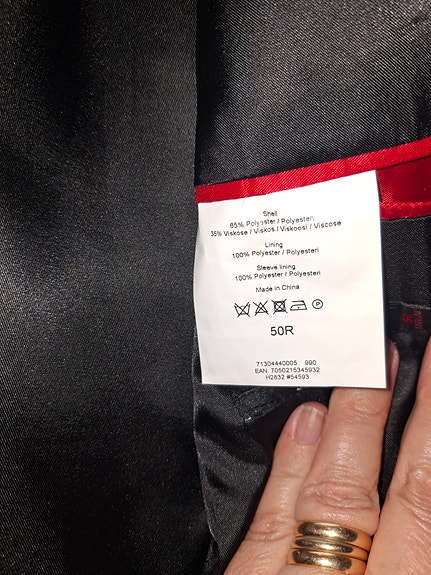 Shell
65% Polyester / Polyesteri
35% Viskose / Viskos / Viskoosi / Viscose
Lining
100% Polyester / Polyesteri
Sleeve lining
100% Polyester / Polyesteri
Made in China
P
50R
71304440005 990
EAN: 7050215345932
H2832 #54593